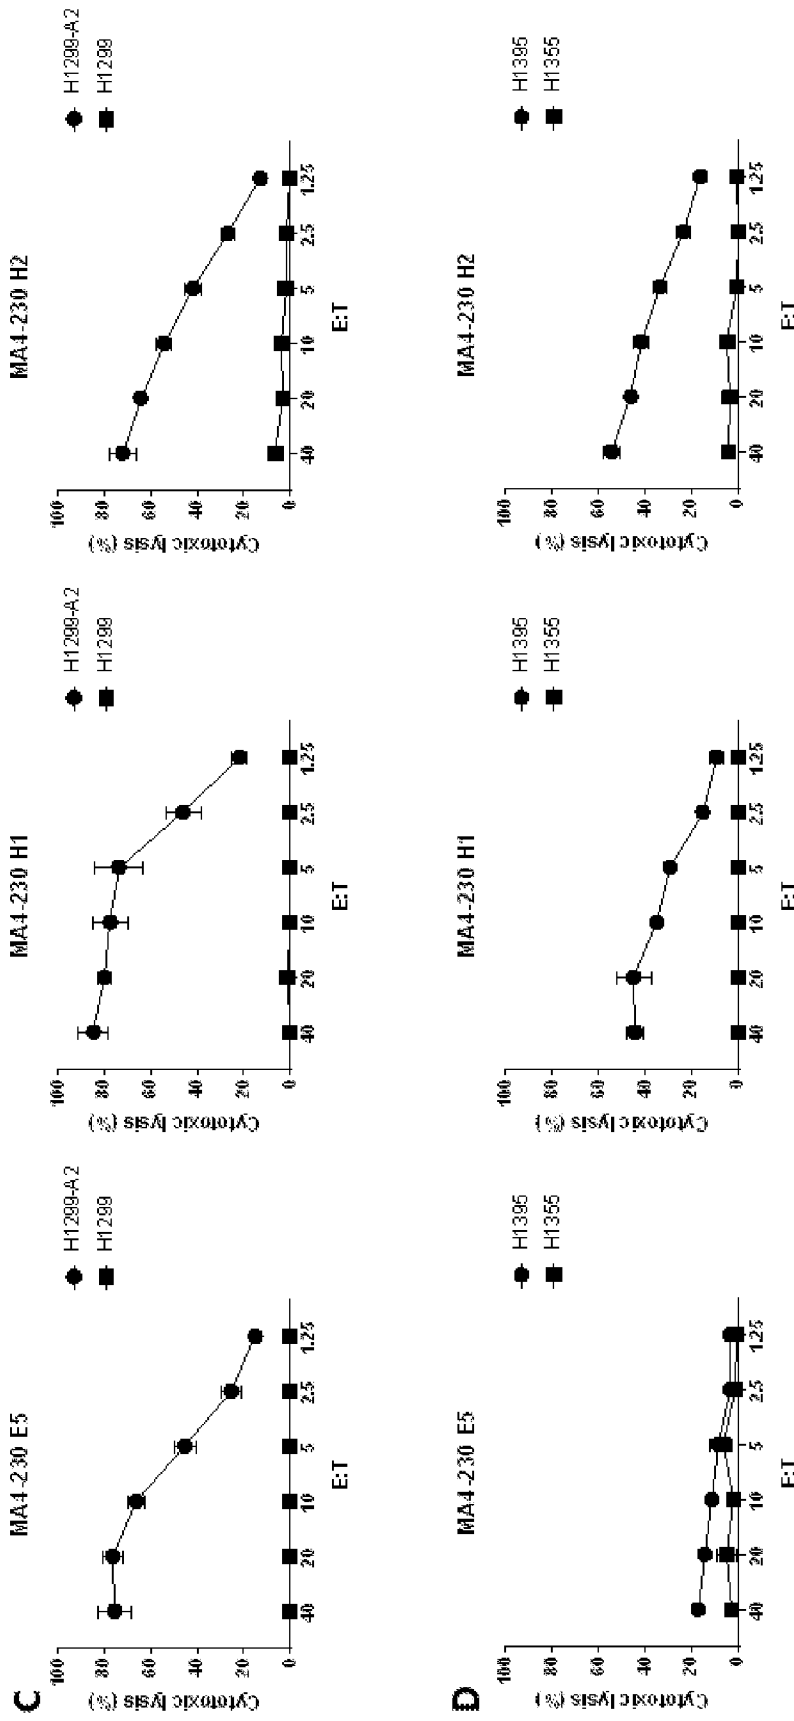 C
MA4-230 E5
Cytotoxic lysis (%)
100
80
60
40
20
0
40
20
10
5
2.5
1.25
E:T
H1299-A2
H1299
MA4-230 H1
Cytotoxic lysis (%)
100
80
60
40
20
0
40
20
10
5
2.5
1.25
E:T
H1299-A2
H1299
MA4-230 H2
Cytotoxic lysis (%)
100
80
60
40
20
0
40
20
10
5
2.5
1.25
E:T
H1299-A2
H1299
D
MA4-230 E5
Cytotoxic lysis (%)
100
80
60
40
20
0
40
20
10
5
2.5
1.25
E:T
H1395
H1355
MA4-230 H1
Cytotoxic lysis (%)
100
80
60
40
20
0
40
20
10
5
2.5
1.25
E:T
H1395
H1355
MA4-230 H2
Cytotoxic lysis (%)
100
80
60
40
20
0
40
20
10
5
2.5
1.25
E:T
H1395
H1355